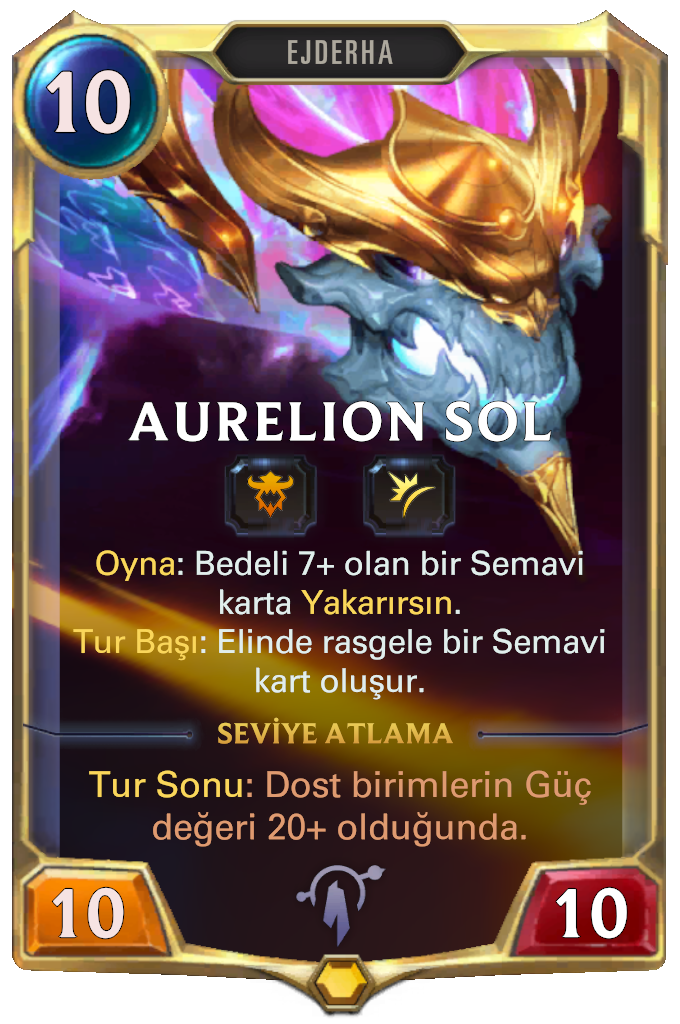 EJDERHA
10
AURELION SOL
Oyna: Bedeli 7+ olan bir Semavi
karta Yakarırsın.
Tur Başı: Elinde rasgele bir Semavi
kart oluşur.
SEVİYE ATLAMA
Tur Sonu: Dost birimlerin Güç
değeri 20+ olduğunda.
10
10